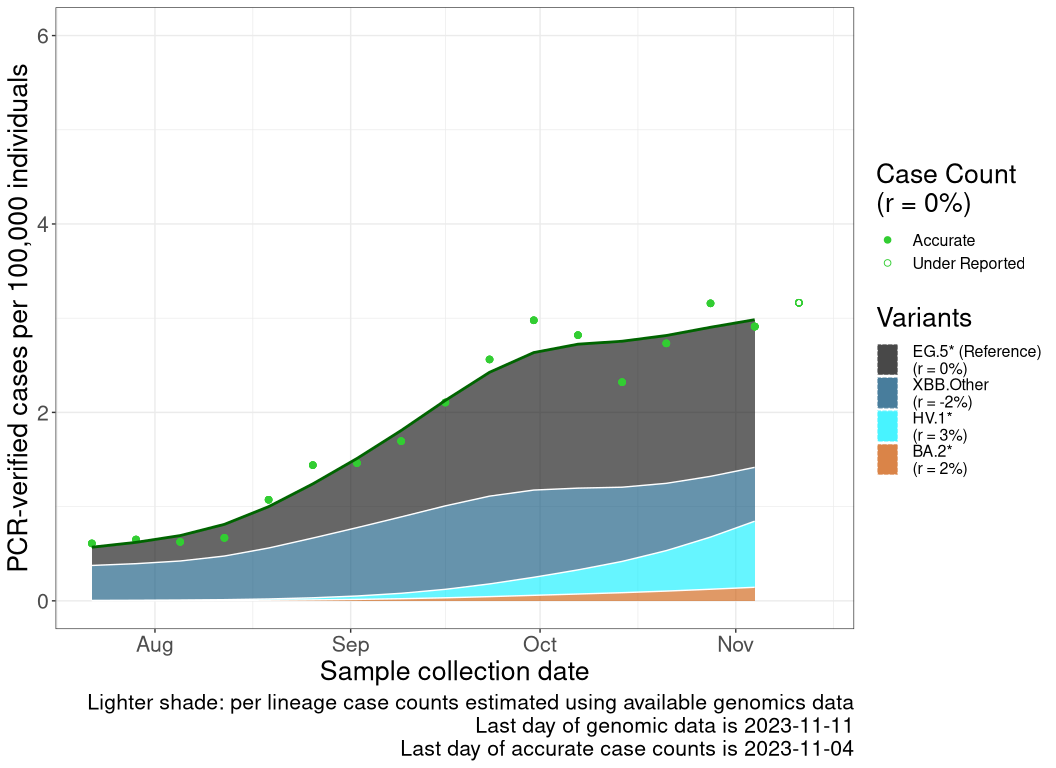 PCR-verified cases per 100,000 individuals
6
4
2
0
Aug
Sep
Oct
Nov
Sample collection date
Lighter shade: per lineage case counts estimated using available genomics data
Last day of genomic data is 2023-11-11
Last day of accurate case counts is 2023-11-04
Case Count
(r = 0%)
Accurate
Under Reported
Variants
EG.5* (Reference)
(r = 0%)
XBB.Other
(r = -2%)
HV.1*
(r = 3%)
BA.2*
(r = 2%)